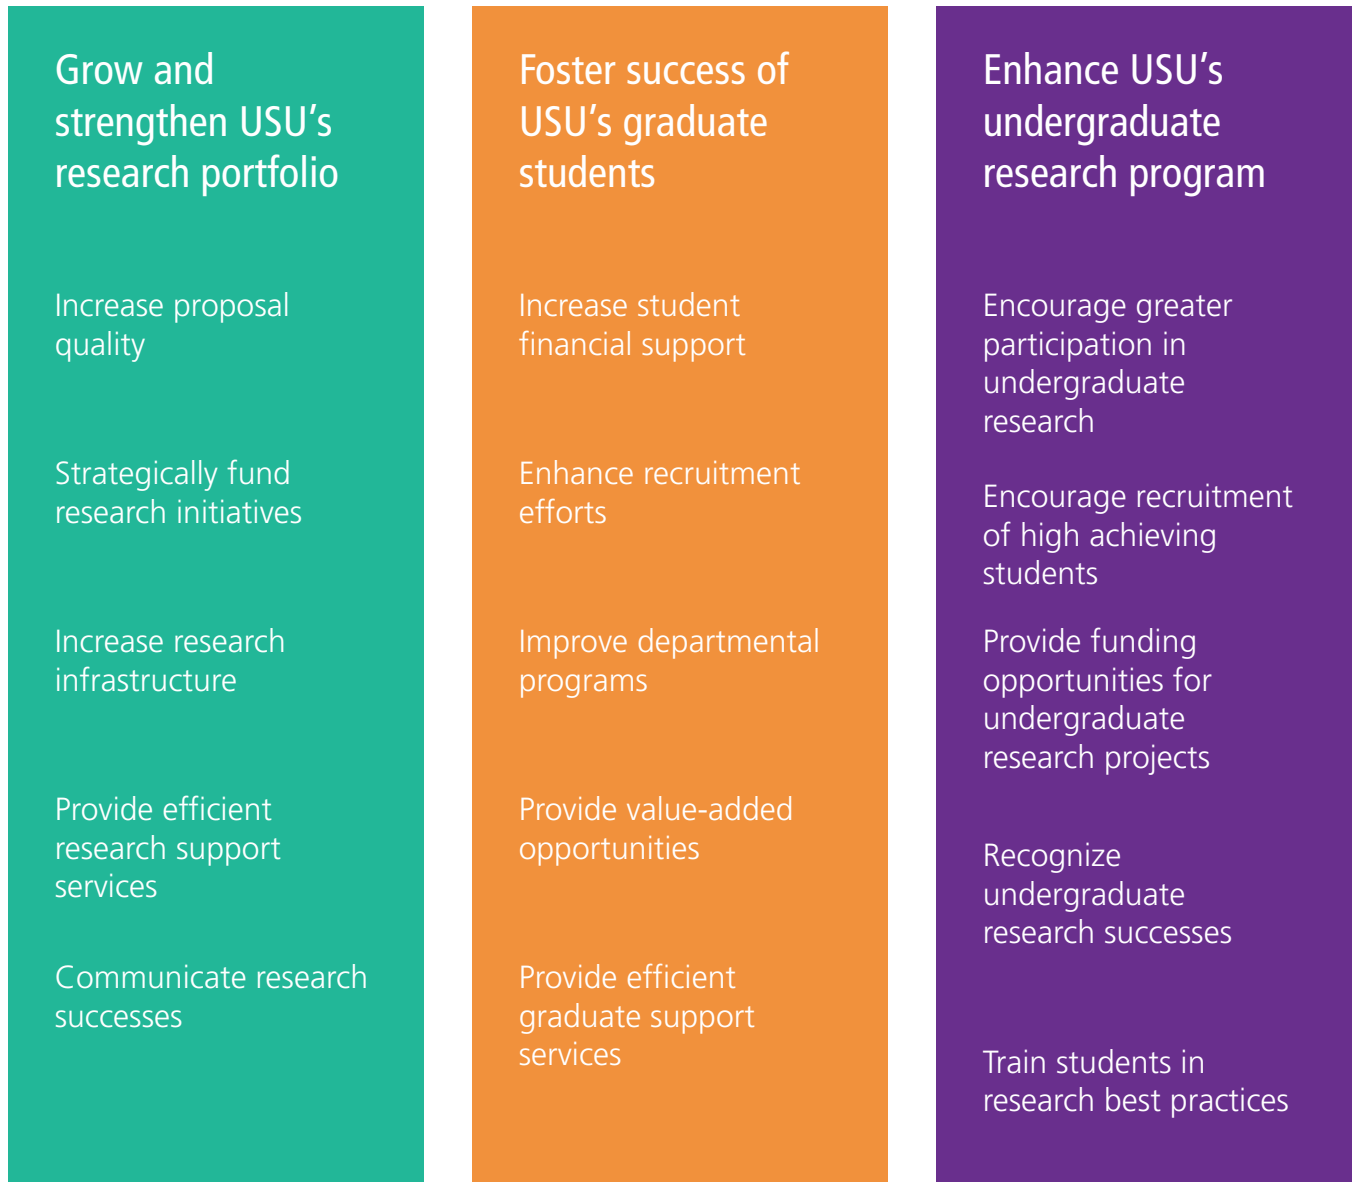 Grow and
strengthen USU’s
research portfolio
Increase proposal
quality
Strategically fund
research initiatives
Increase research
infrastructure
Provide efficient
research support
services
Communicate research
successes
Foster success of
USU’s graduate
students
Increase student
financial support
Enhance recruitment
efforts
Improve departmental
programs
Provide value-added
opportunities
Provide efficient
graduate support
services
Enhance USU’s
undergraduate
research program
Encourage greater
participation in
undergraduate
research
Encourage recruitment
of high achieving
students
Provide funding
opportunities for
undergraduate
research projects
Recognize
undergraduate
research successes
Train students in
research best practices